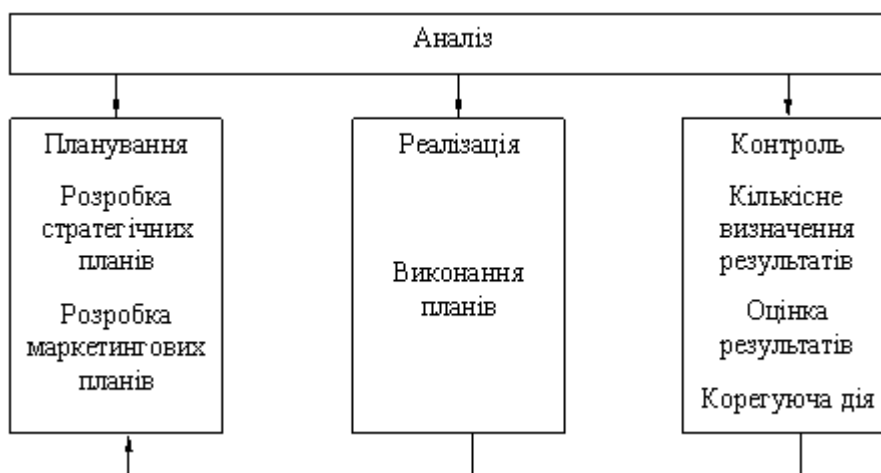 Аналіз
Планування
Розробка
стратегічних
планів
Розробка
маркетингових
планів
Реалізація
Виконання
планів
Контроль
Кількісне
визначення
результатів
Оцінка
результатів
Корегуюча дія